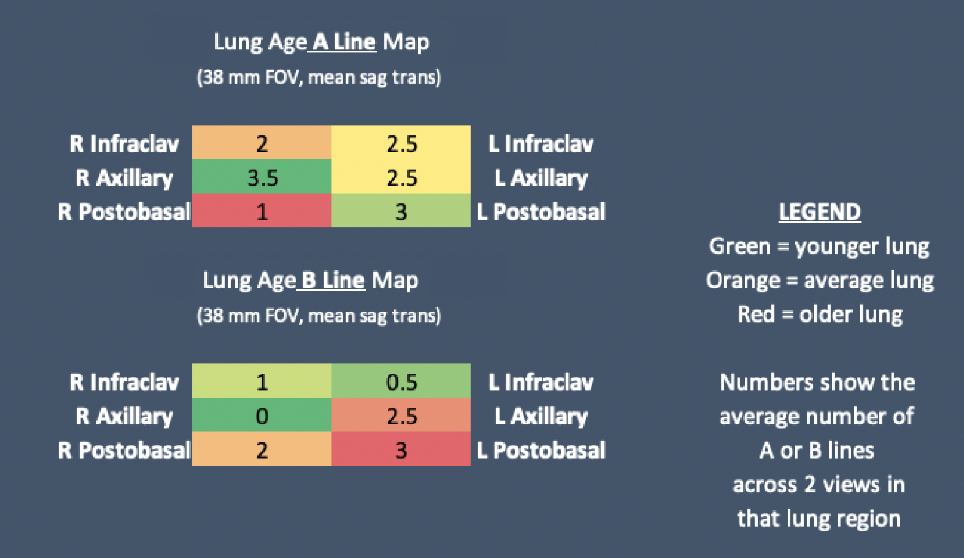 Lung Age A Line Map
(38 mm FOV, mean sag trans)
R Infraclav 2 2.5 L Infraclav
R Axillary 3.5 2.5 L Axillary
R Postobasal 1 3 L Postobasal
Lung Age B Line Map
(38 mm FOV, mean sag trans)
R Infraclav 1 0.5 L Infraclav
R Axillary 0 2.5 L Axillary
R Postobasal 2 3 L Postobasal
LEGEND
Green = younger lung
Orange = average lung
Red = older lung
Numbers show the
average number of
A or B lines
across 2 views in
that lung region